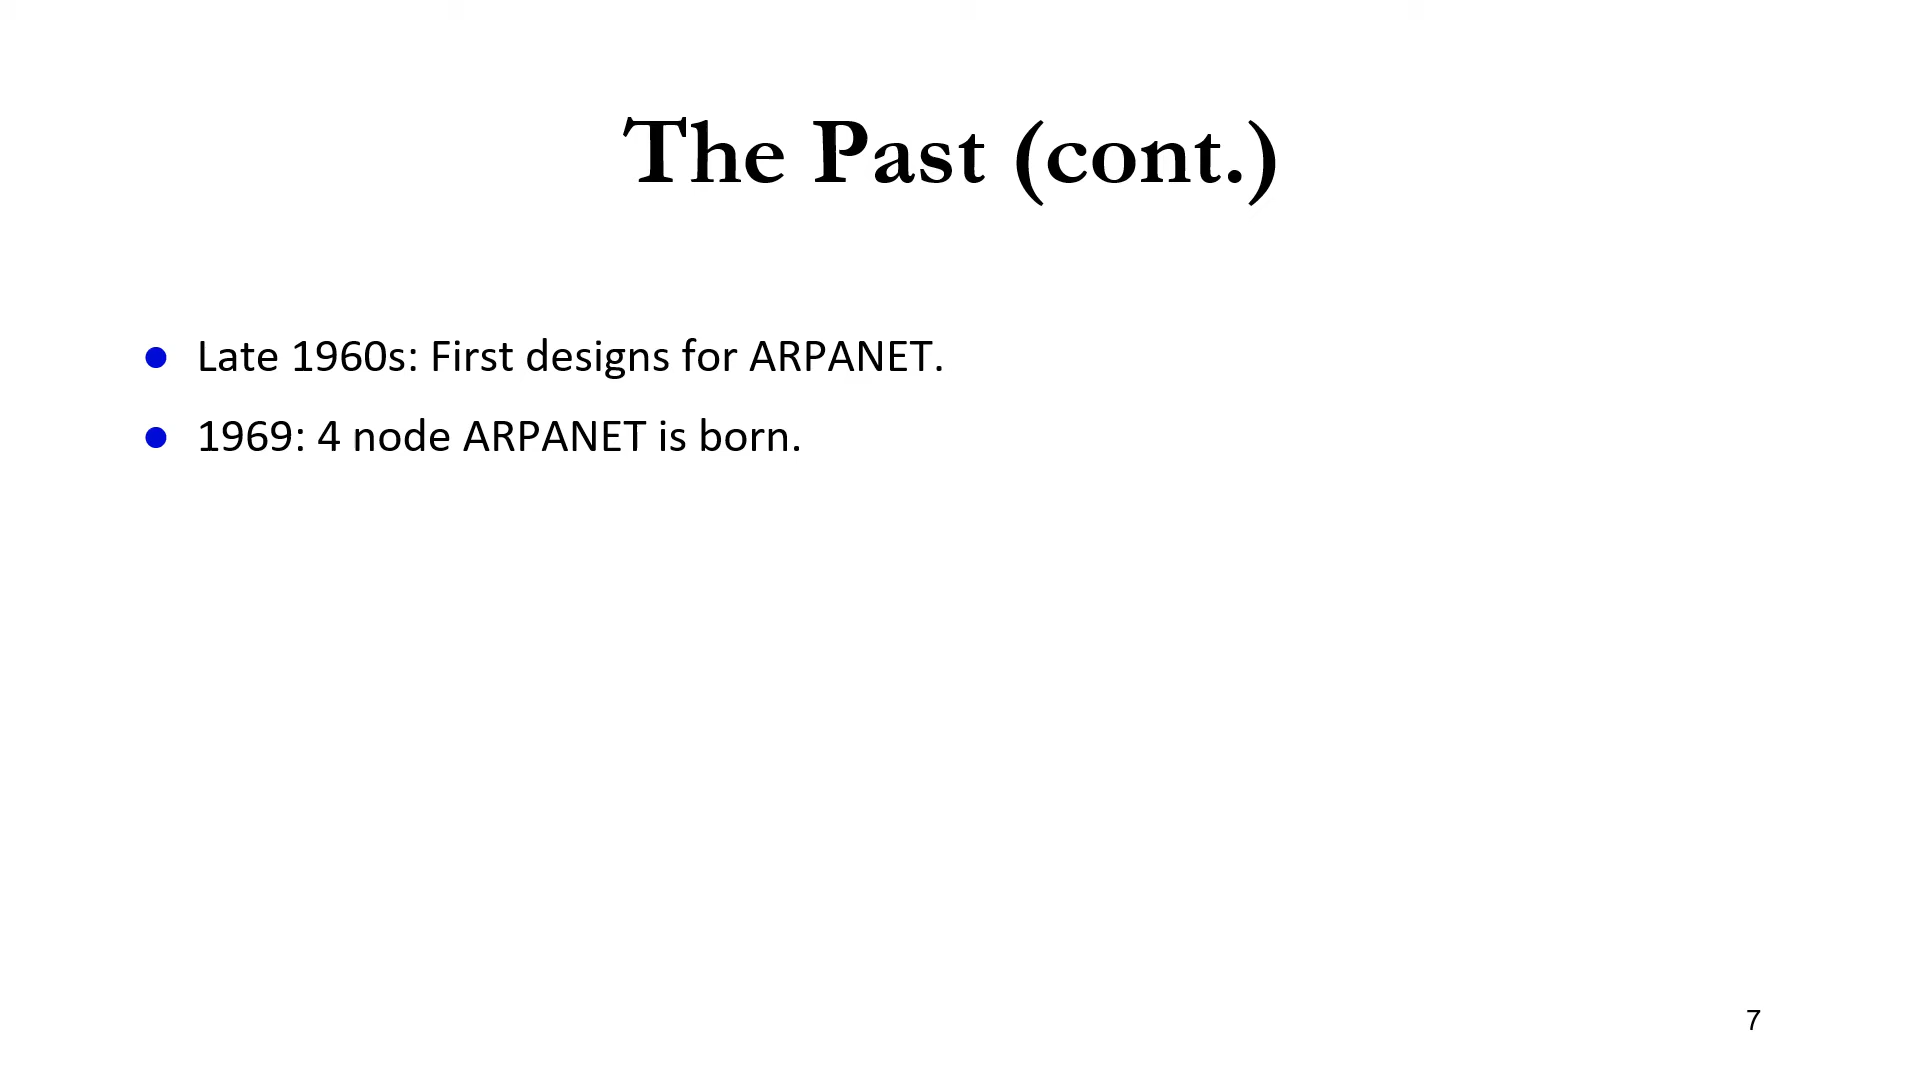 The Past (cont.)
● Late 1960s: First designs for ARPANET.
● 1969: 4 node ARPANET is born.
7